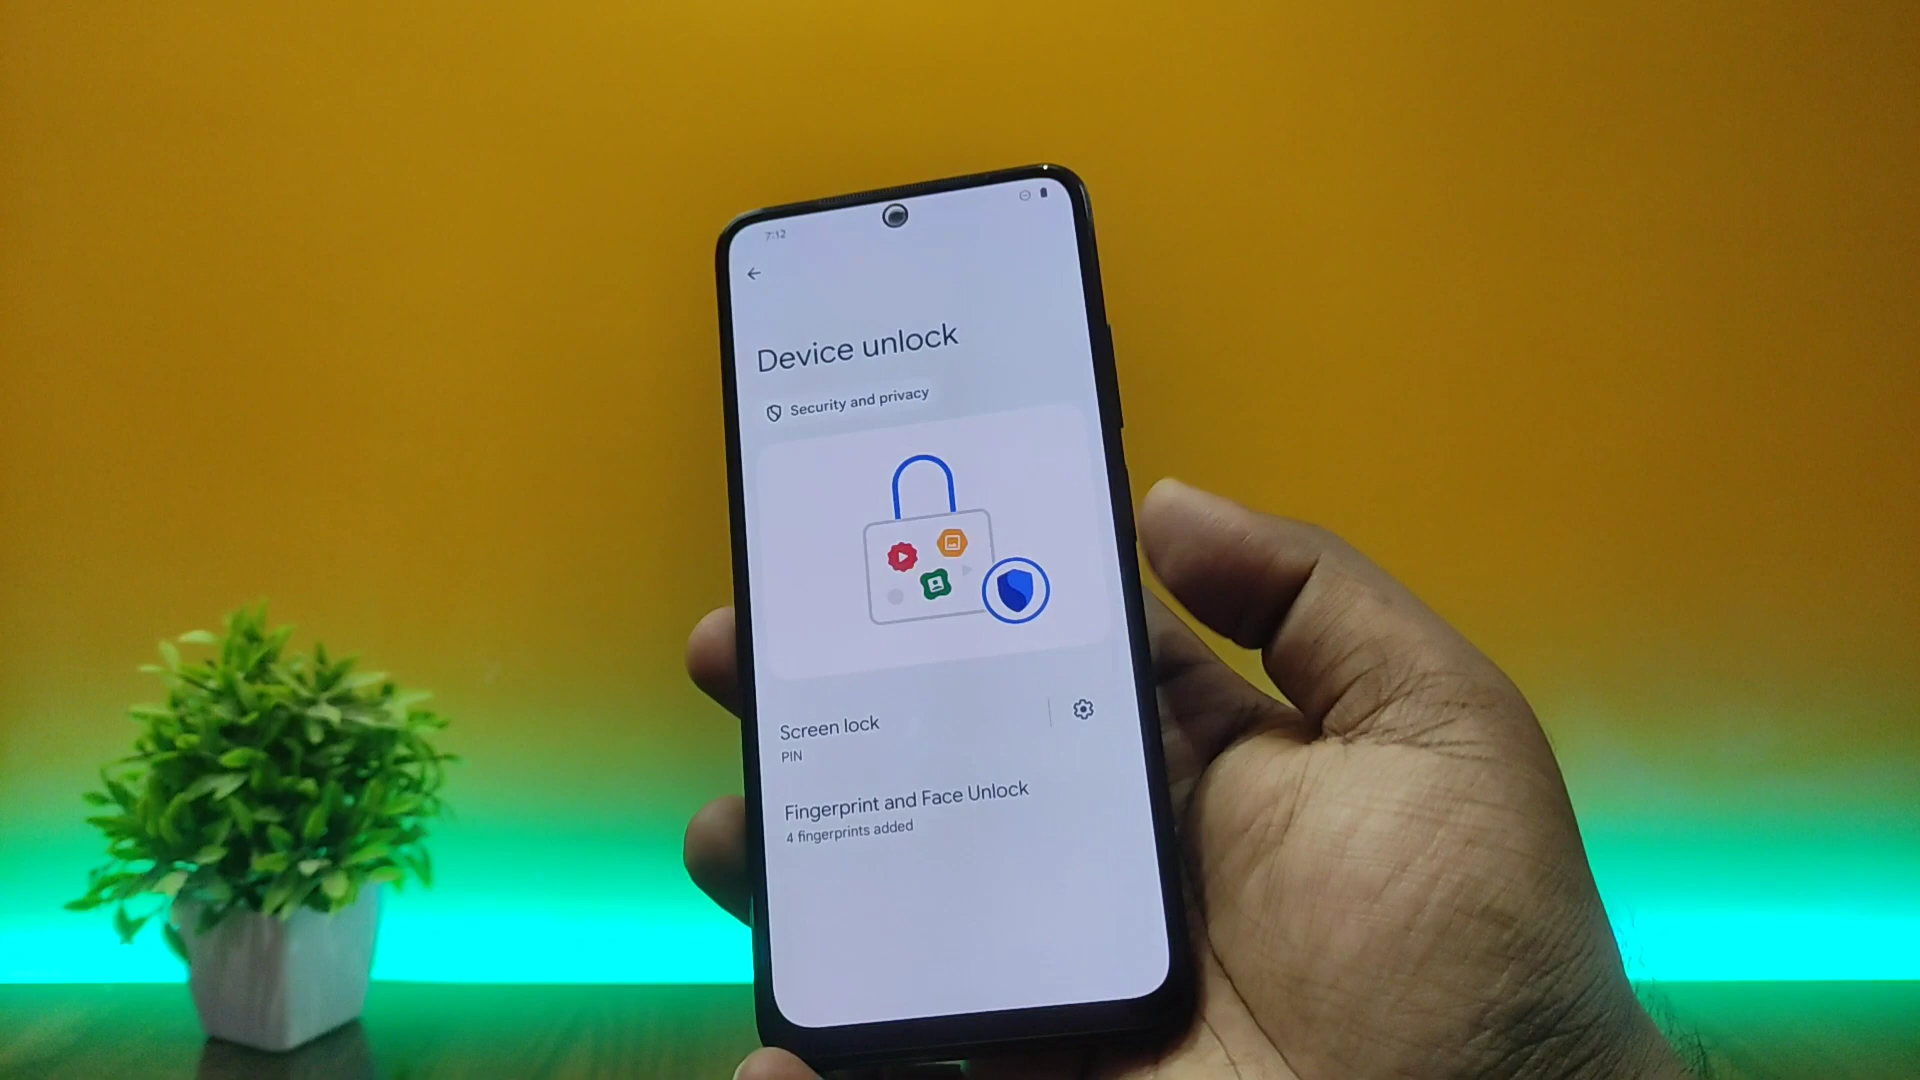 7:12
Device unlock
Security and privacy
Screen lock
PIN
Fingerprint and Face Unlock
4 fingerprints added